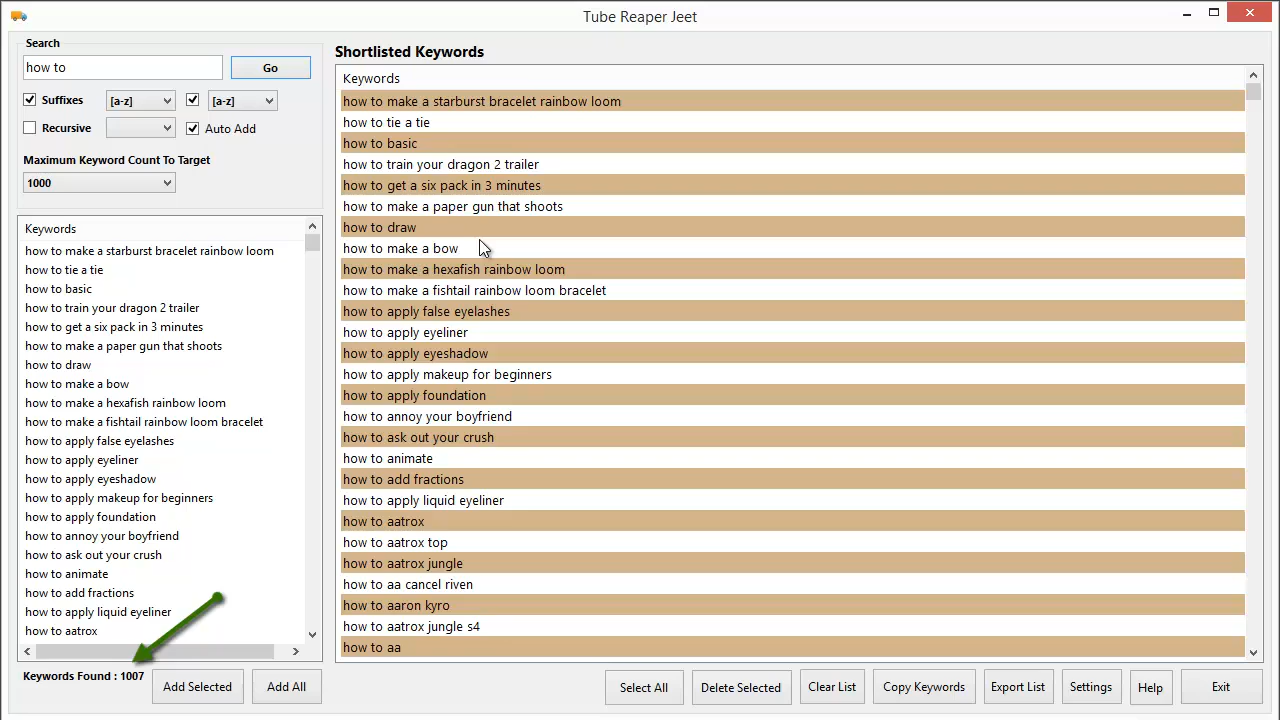 Tube Reaper Jeet
Search
how to
Go
Suffixes
[a-z]
[a-z]
Recursive
Auto Add
Maximum Keyword Count To Target
1000
Keywords
how to make a starburst bracelet rainbow loom
how to tie a tie
how to basic
how to train your dragon 2 trailer
how to get a six pack in 3 minutes
how to make a paper gun that shoots
how to draw
how to make a bow
how to make a hexafish rainbow loom
how to make a fishtail rainbow loom bracelet
how to apply false eyelashes
how to apply eyeliner
how to apply eyeshadow
how to apply makeup for beginners
how to apply foundation
how to annoy your boyfriend
how to ask out your crush
how to animate
how to add fractions
how to apply liquid eyeliner
how to aatrox
Keywords Found : 1007
Add Selected
Add All
Shortlisted Keywords
Keywords
how to make a starburst bracelet rainbow loom
how to tie a tie
how to basic
how to train your dragon 2 trailer
how to get a six pack in 3 minutes
how to make a paper gun that shoots
how to draw
how to make a bow
how to make a hexafish rainbow loom
how to make a fishtail rainbow loom bracelet
how to apply false eyelashes
how to apply eyeliner
how to apply eyeshadow
how to apply makeup for beginners
how to apply foundation
how to annoy your boyfriend
how to ask out your crush
how to animate
how to add fractions
how to apply liquid eyeliner
how to aatrox
how to aatrox top
how to aatrox jungle
how to aa cancel riven
how to aaron kyro
how to aatrox jungle s4
how to aa
Select All
Delete Selected
Clear List
Copy Keywords
Export List
Settings
Help
Exit